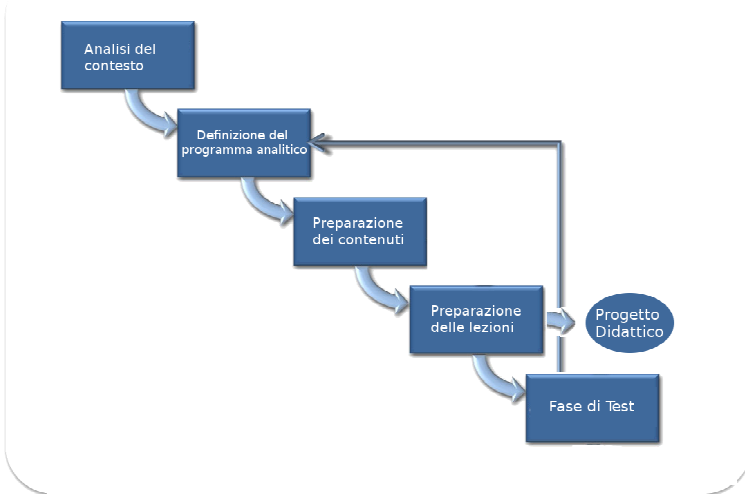 Analisi del
contesto
Definizione del
programma analitico
Preparazione
dei contenuti
Preparazione
delle lezioni
Progetto
Didattico
Fase di Test